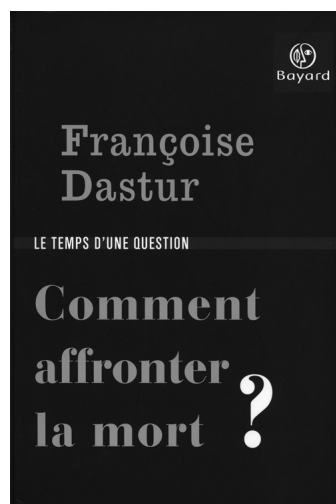 Bayard
Françoise
Dastur
LE TEMPS D'UNE QUESTION
Comment
affronter
la mort ?